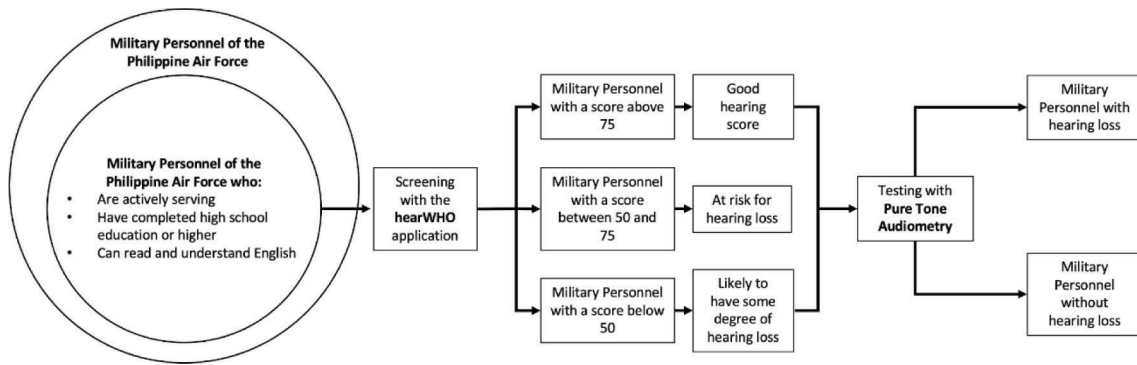 Military Personnel of the
Philippine Air Force
Military Personnel of the
Philippine Air Force who:
• Are actively serving
• Have completed high school
education or higher
• Can read and understand English
Screening
with the
hearWHO
application
Military Personnel
with a score above
75
Good
hearing
score
Military Personnel
with a score
between 50 and
75
At risk for
hearing loss
Military Personnel
with a score below
50
Likely to
have some
degree of
hearing loss
Testing with
Pure Tone
Audiometry
Military
Personnel with
hearing loss
Military
Personnel
without
hearing loss